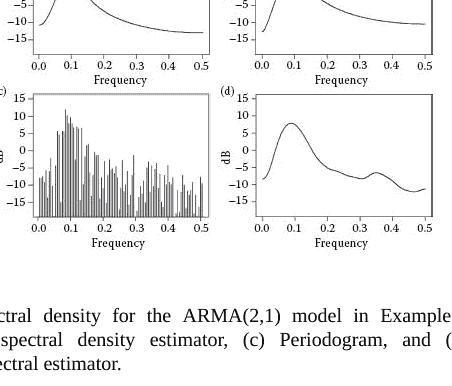 −5 −5
−10 −10
−15 −15
0.0 0.1 0.2 0.3 0.4 0.5 0.0 0.1 0.2 0.3 0.4 0.5
Frequency Frequency
c) (d)
15 15
10 10
5 5
0 0
dB dB
−5 −5
−10 −10
−15 −15
0.0 0.1 0.2 0.3 0.4 0.5 0.0 0.1 0.2 0.3 0.4 0.5
Frequency Frequency
ctral density for the ARMA(2,1) model in Example
spectral density estimator, (c) Periodogram, and (
ectral estimator.